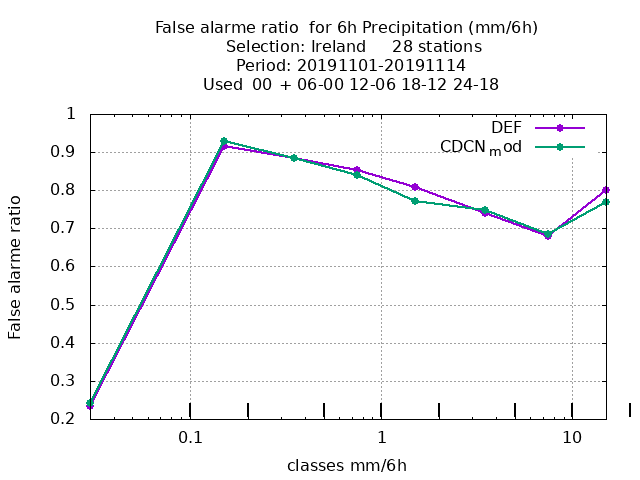 False alarme ratio  for 6h Precipitation (mm/6h)
Selection: Ireland     28 stations
Period: 20191101-20191114
Used  00 + 06-00 12-06 18-12 24-18
DEF
CDCN_mod
1
0.9
0.8
0.7
0.6
0.5
0.4
0.3
0.2
False alarme ratio
0.1 1 10
classes mm/6h